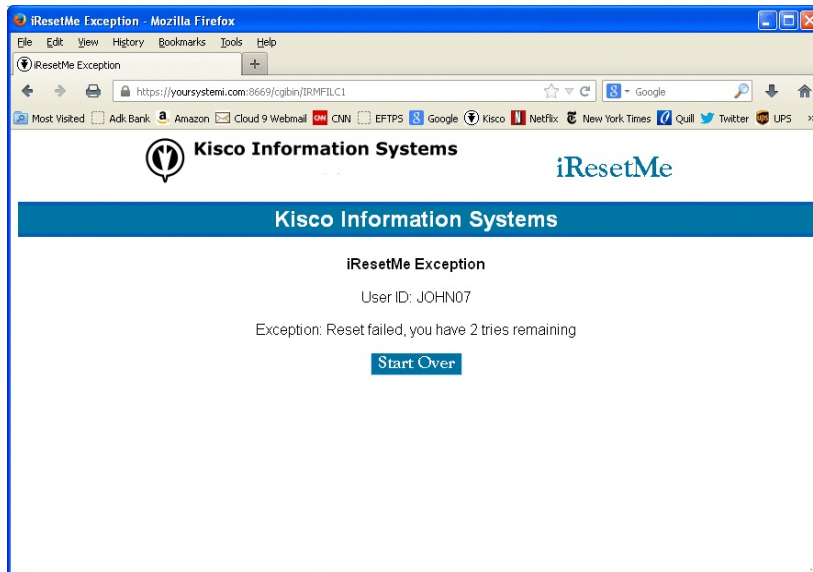 iResetMe Exception - Mozilla Firefox
File Edit View History Bookmarks Tools Help
iResetMe Exception
https://yoursystemi.com:8669/cgibin/IRMFILC1 Google
Most Visited Adk Bank Amazon Cloud 9 Webmail CNN EFTPS Google Kisco Netflix New York Times Quill Twitter UPS
Kisco Information Systems
iResetMe
Kisco Information Systems
iResetMe Exception
User ID: JOHN07
Exception: Reset failed, you have 2 tries remaining
Start Over